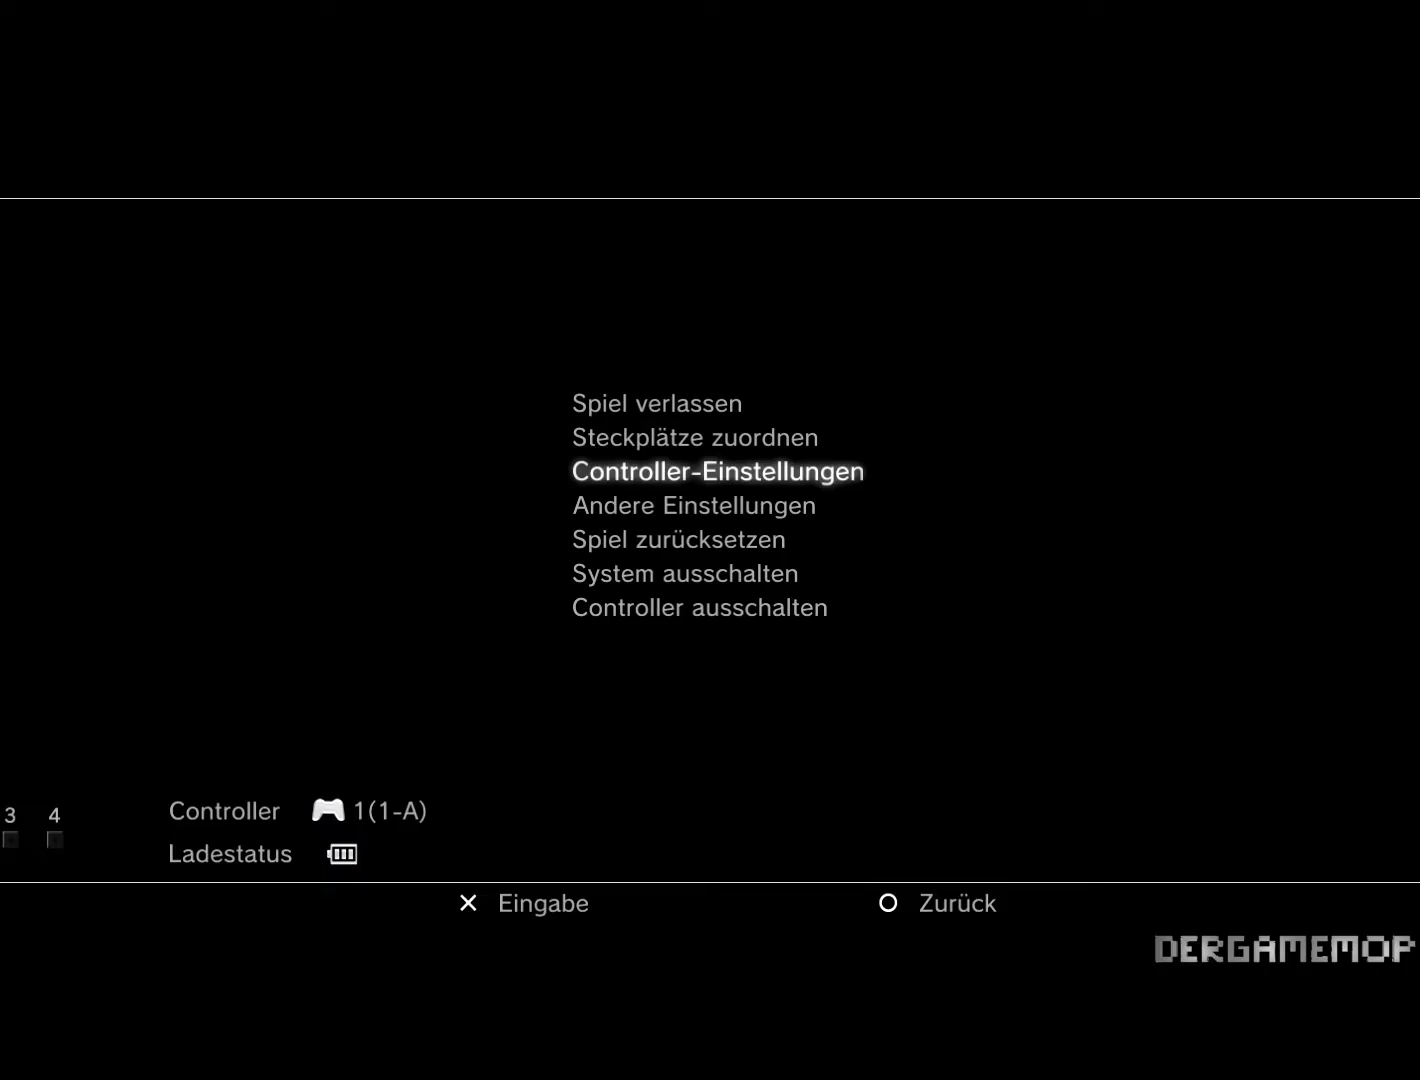 Spiel verlassen
Steckplätze zuordnen
Controller-Einstellungen
Andere Einstellungen
Spiel zurücksetzen
System ausschalten
Controller ausschalten
3 4
Controller 1(1-A)
Ladestatus
X Eingabe O Zurück
DERGAMEMOP